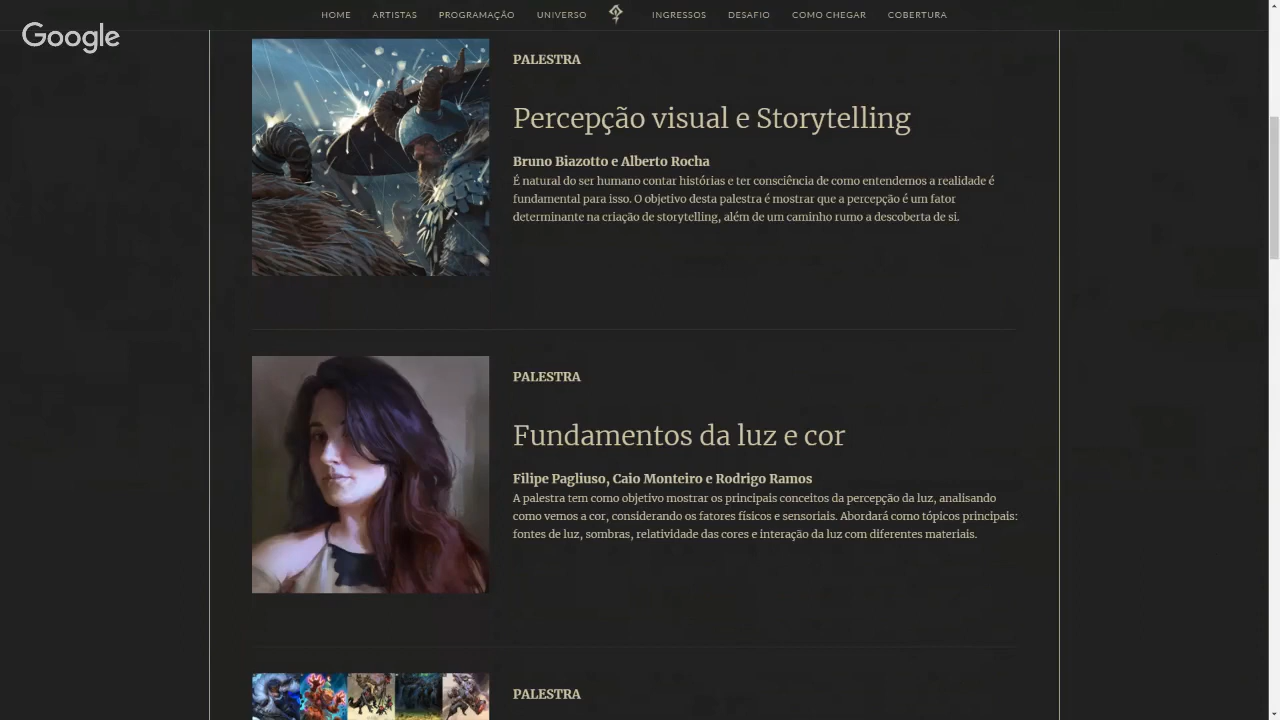 HOME ARTISTAS PROGRAMAÇÃO UNIVERSO INGRESSOS DESAFIO COMO CHEGAR COBERTURA
Google
PALESTRA
Percepção visual e Storytelling
Bruno Biazotto e Alberto Rocha
É natural do ser humano contar histórias e ter consciência de como entendemos a realidade é
fundamental para isso. O objetivo desta palestra é mostrar que a percepção é um fator
determinante na criação de storytelling, além de um caminho rumo a descoberta de si.
PALESTRA
Fundamentos da luz e cor
Filipe Pagliuso, Caio Monteiro e Rodrigo Ramos
A palestra tem como objetivo mostrar os principais conceitos da percepção da luz, analisando
como vemos a cor, considerando os fatores físicos e sensoriais. Abordará como tópicos principais:
fontes de luz, sombras, relatividade das cores e interação da luz com diferentes materiais.
PALESTRA